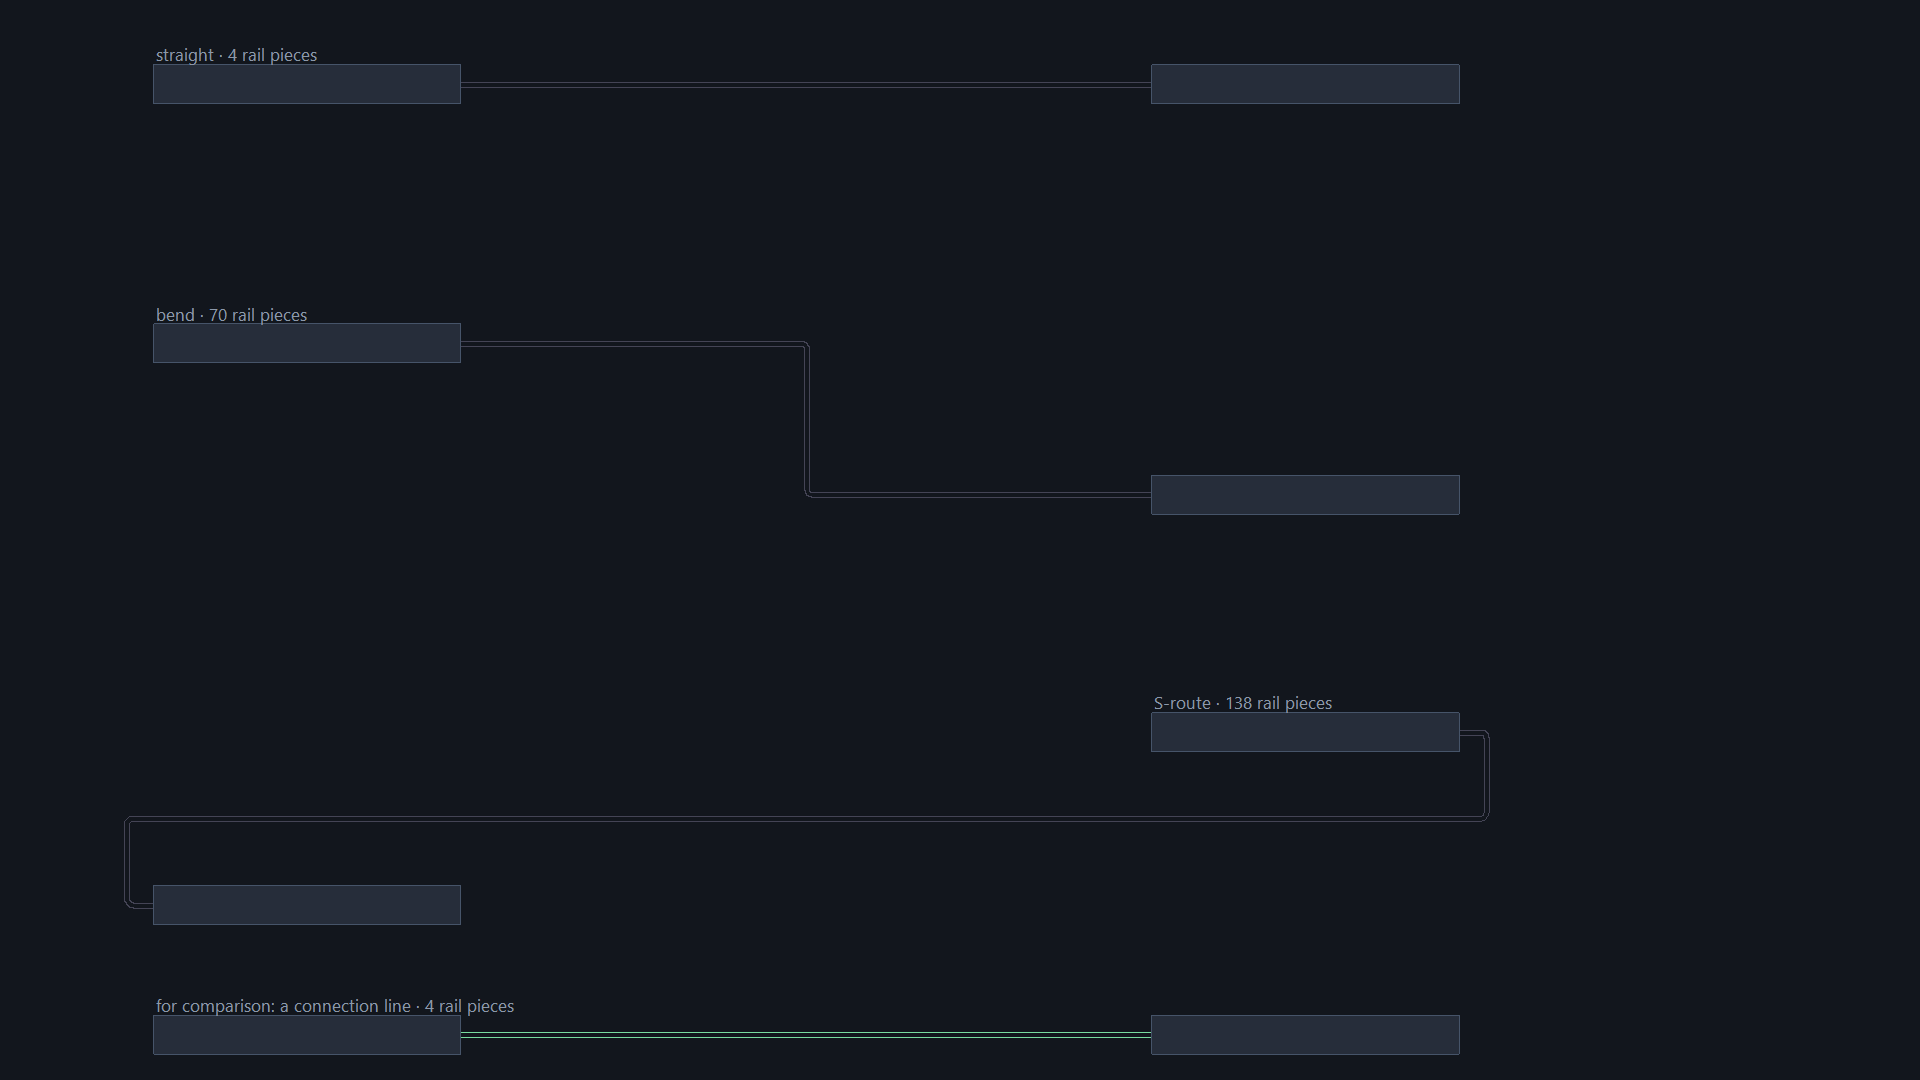 straight · 4 rail pieces
bend · 70 rail pieces
S-route · 138 rail pieces
for comparison: a connection line · 4 rail pieces